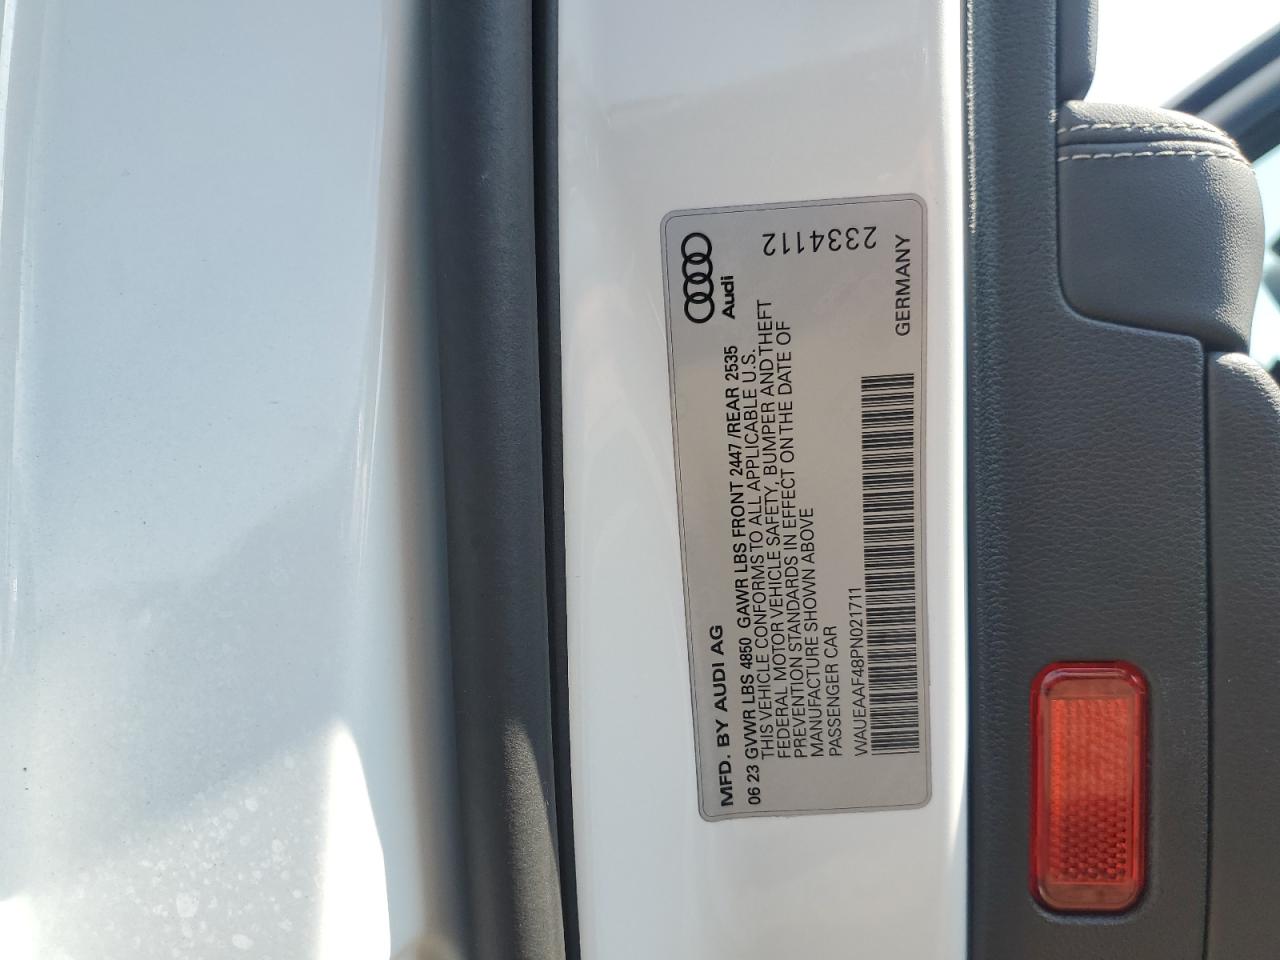 MFD. BY AUDI AG
Audi
06 23 GVWR LBS 4850 GAWR LBS FRONT 2447 /REAR 2535
THIS VEHICLE CONFORMS TO ALL APPLICABLE U.S.
FEDERAL MOTOR VEHICLE SAFETY, BUMPER AND THEFT
PREVENTION STANDARDS IN EFFECT ON THE DATE OF
MANUFACTURE SHOWN ABOVE
PASSENGER CAR
2334112
WAUEAAF48PN021711
GERMANY